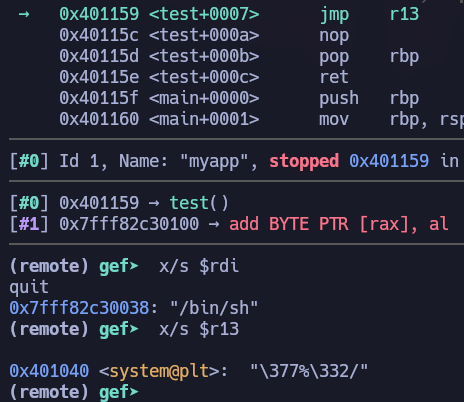 → 0x401159 <test+0007> jmp r13
0x40115c <test+000a> nop
0x40115d <test+000b> pop rbp
0x40115e <test+000c> ret
0x40115f <main+0000> push rbp
0x401160 <main+0001> mov rbp, rsp
[#0] Id 1, Name: "myapp", stopped 0x401159 in
[#0] 0x401159 → test()
[#1] 0x7fff82c30100 → add BYTE PTR [rax], al
(remote) gef➤ x/s $rdi
quit
0x7fff82c30038: "/bin/sh"
(remote) gef➤ x/s $r13
0x401040 <system@plt>: "\377%\332/"
(remote) gef➤